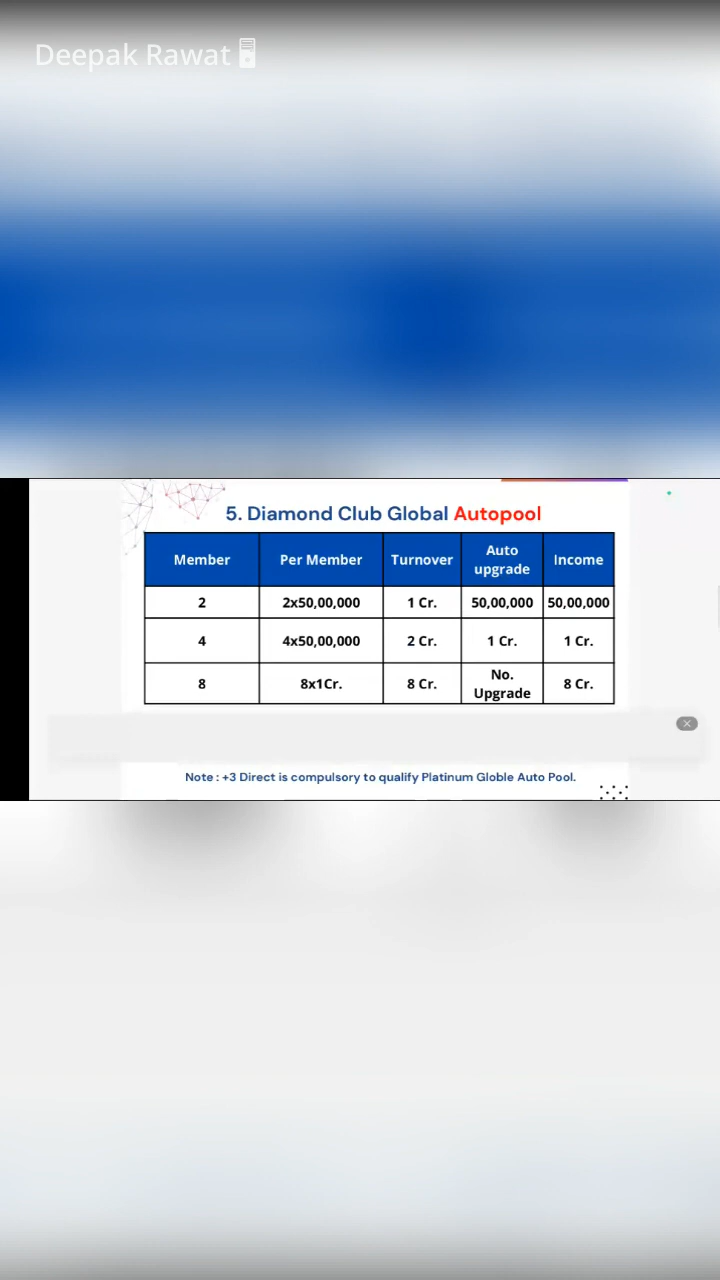 Deepak Rawat
5. Diamond Club Global Autopool
Member Per Member Turnover Auto upgrade Income
2 2x50,00,000 1 Cr. 50,00,000 50,00,000
4 4x50,00,000 2 Cr. 1 Cr. 1 Cr.
8 8x1Cr. 8 Cr. No. Upgrade 8 Cr.
Note : +3 Direct is compulsory to qualify Platinum Globle Auto Pool.